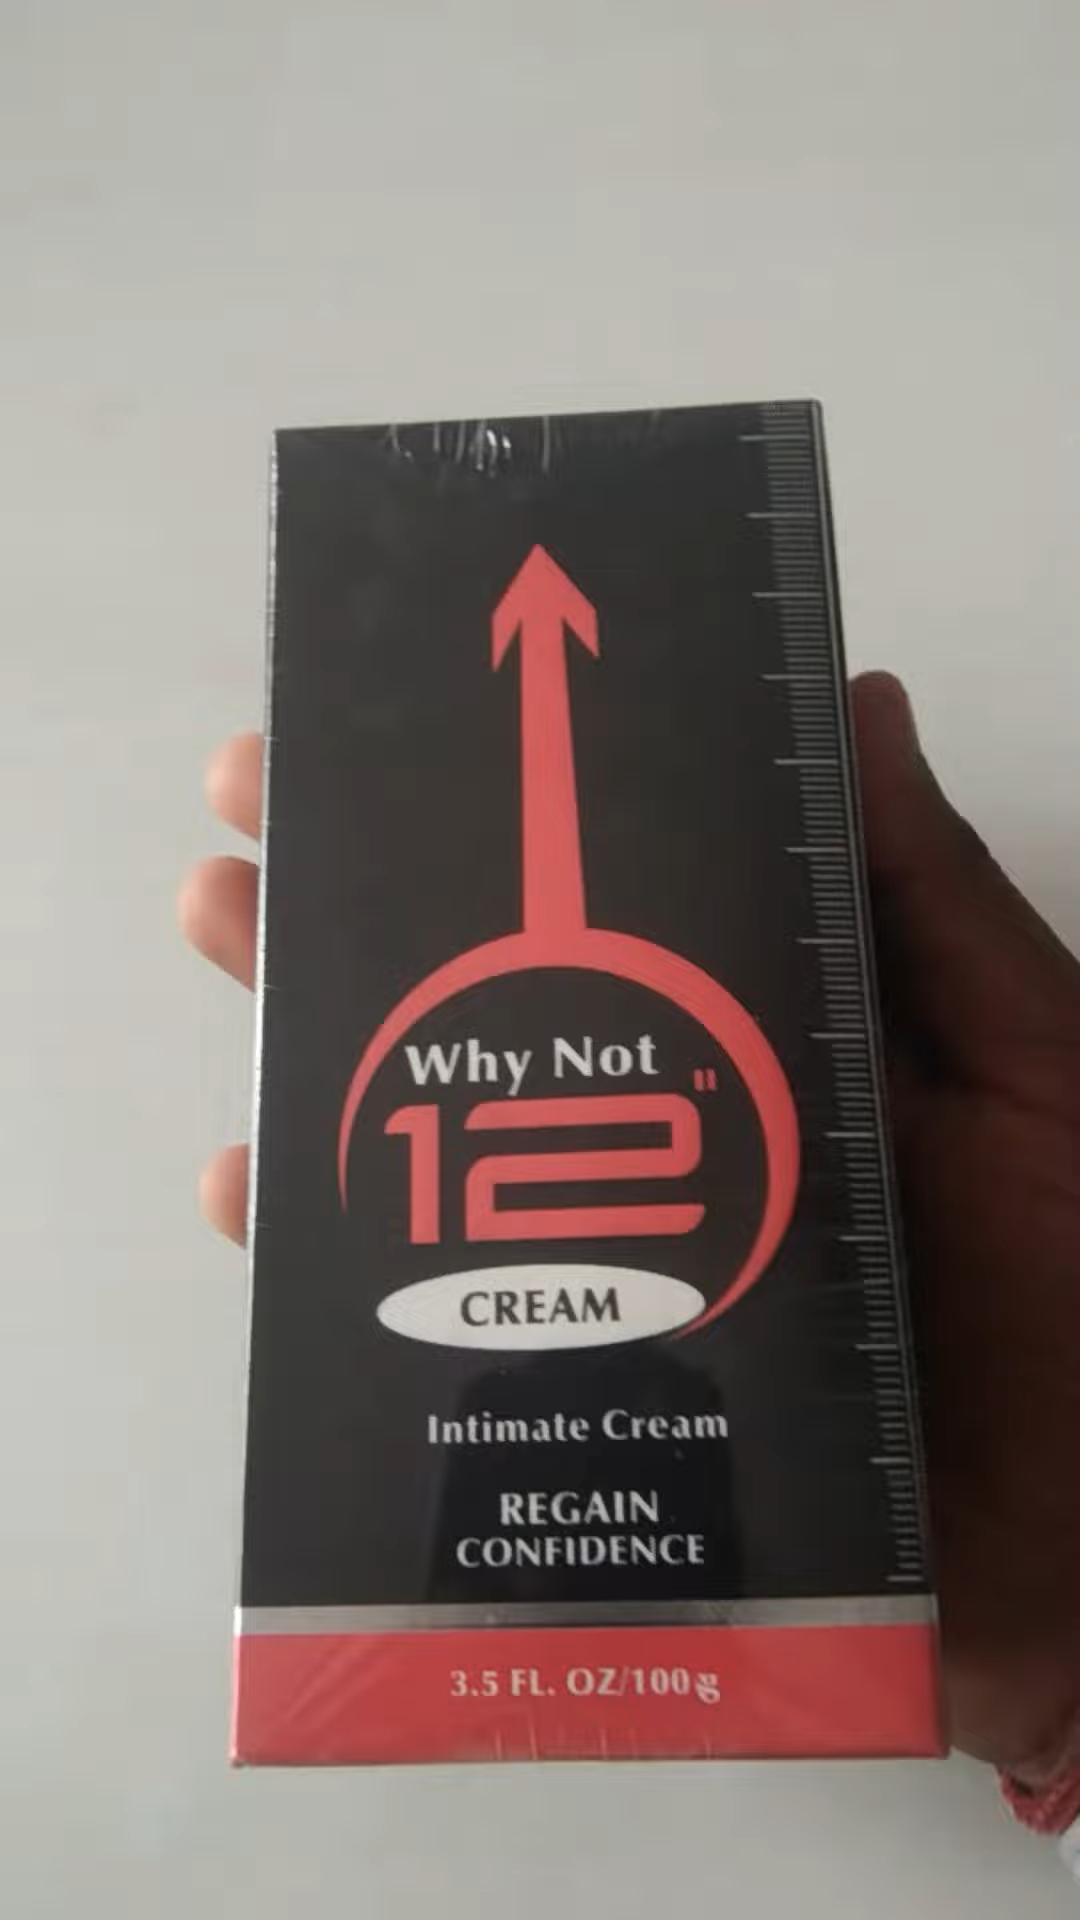 Why Not
12"
CREAM
Intimate Cream
REGAIN
CONFIDENCE
3.5 FL. OZ/100g